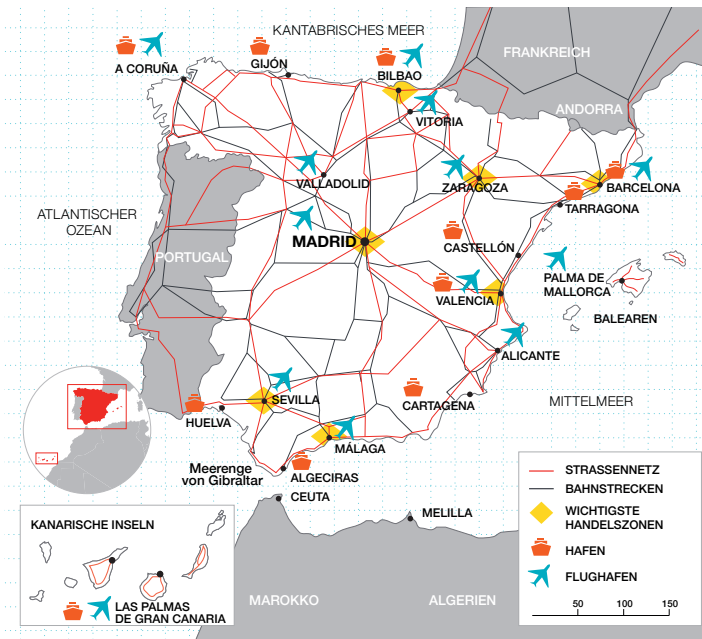 KANTABRISCHES MEER
FRANKREICH
A CORUÑA
GIJÓN
BILBAO
ANDORRA
VITORIA
VALLADOLID
ZARAGOZA
BARCELONA
TARRAGONA
ATLANTISCHER
OZEAN
MADRID
CASTELLÓN
PORTUGAL
PALMA DE
MALLORCA
VALENCIA
BALEAREN
ALICANTE
SEVILLA
CARTAGENA
MITTELMEER
HUELVA
MÁLAGA
Meerenge
von Gibraltar
ALGECIRAS
CEUTA
MELILLA
KANARISCHE INSELN
LAS PALMAS
DE GRAN CANARIA
MAROKKO
ALGERIEN
STRASSENNETZ
BAHNSTRECKEN
WICHTIGSTE
HANDELSZONEN
HAFEN
FLUGHAFEN
50 100 150